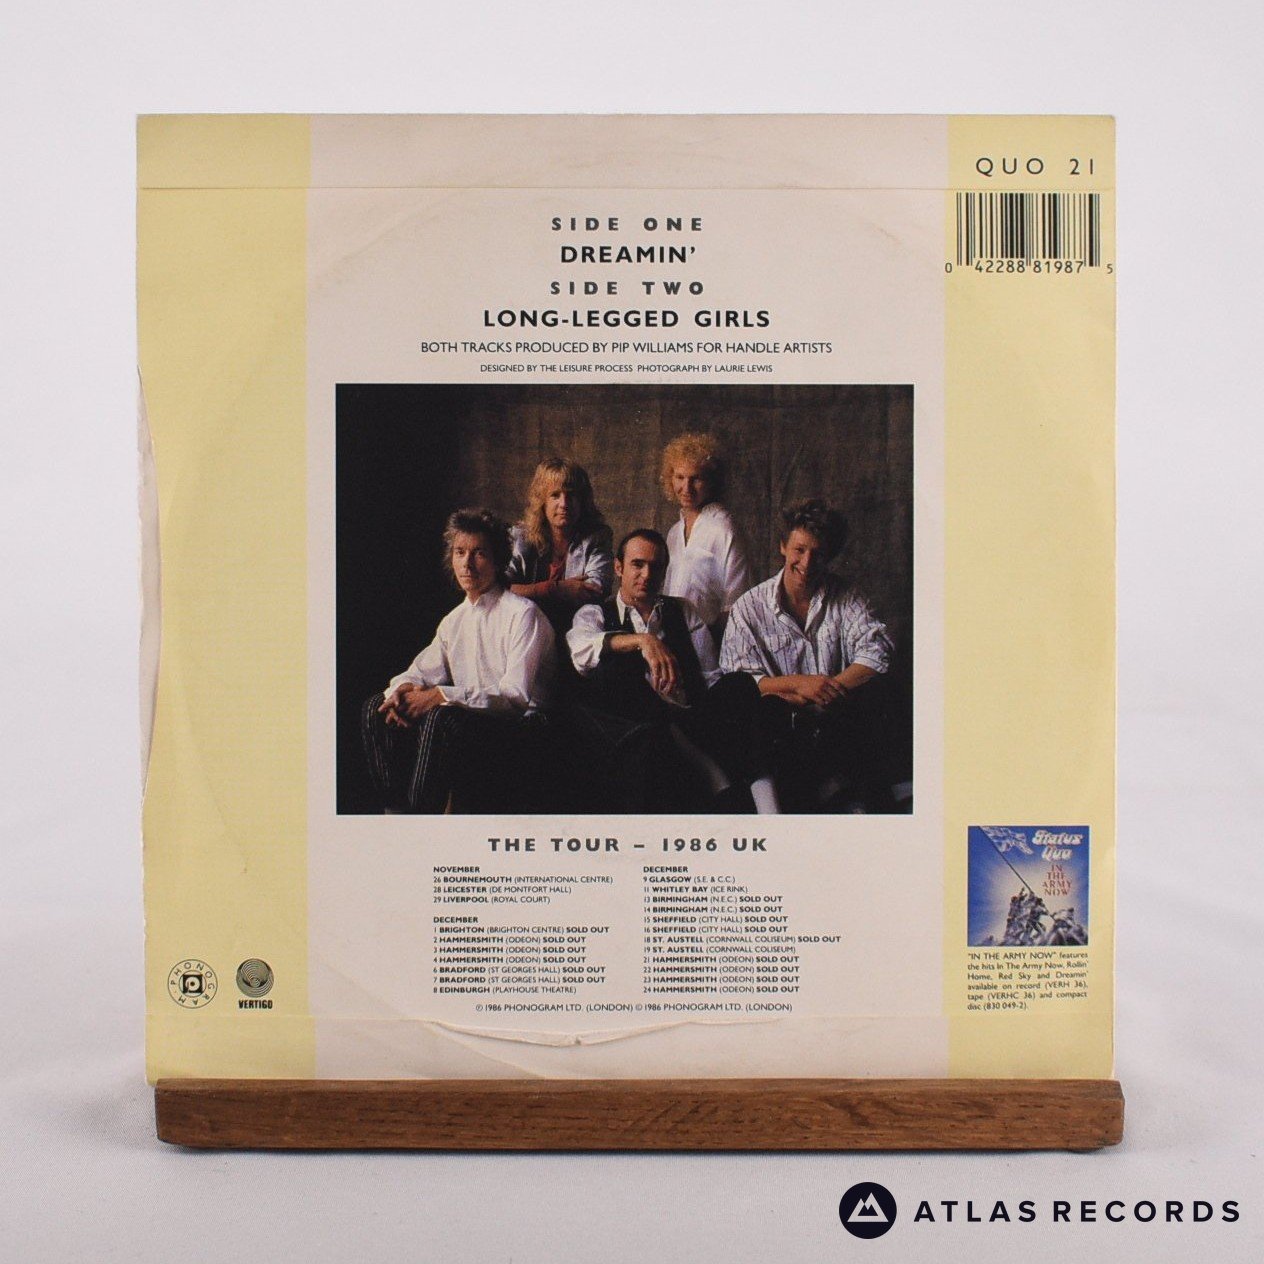 QUO 21
0 42288 81987 5
SIDE ONE
DREAMIN'
SIDE TWO
LONG-LEGGED GIRLS
BOTH TRACKS PRODUCED BY PIP WILLIAMS FOR HANDLE ARTISTS
DESIGNED BY THE LEISURE PROCESS PHOTOGRAPH BY LAURIE LEWIS
THE TOUR – 1986 UK
NOVEMBER
26 BOURNEMOUTH (INTERNATIONAL CENTRE)
28 LEICESTER (DE MONTFORT HALL)
29 LIVERPOOL (ROYAL COURT)
DECEMBER
1 BRIGHTON (BRIGHTON CENTRE) SOLD OUT
2 HAMMERSMITH (ODEON) SOLD OUT
3 HAMMERSMITH (ODEON) SOLD OUT
4 HAMMERSMITH (ODEON) SOLD OUT
6 BRADFORD (ST GEORGES HALL) SOLD OUT
7 BRADFORD (ST GEORGES HALL) SOLD OUT
8 EDINBURGH (PLAYHOUSE THEATRE)
DECEMBER
9 GLASGOW (S.E. & C.C.)
11 WHITLEY BAY (ICE RINK)
13 BIRMINGHAM (N.E.C.) SOLD OUT
14 BIRMINGHAM (N.E.C.) SOLD OUT
15 SHEFFIELD (CITY HALL) SOLD OUT
16 SHEFFIELD (CITY HALL) SOLD OUT
18 ST. AUSTELL (CORNWALL COLISEUM) SOLD OUT
19 ST. AUSTELL (CORNWALL COLISEUM)
21 HAMMERSMITH (ODEON) SOLD OUT
22 HAMMERSMITH (ODEON) SOLD OUT
23 HAMMERSMITH (ODEON) SOLD OUT
24 HAMMERSMITH (ODEON) SOLD OUT
℗ 1986 PHONOGRAM LTD. (LONDON) © 1986 PHONOGRAM LTD. (LONDON)
PHONOGRAM
VERTIGO
Status
Quo
IN
THE
ARMY
NOW
"IN THE ARMY NOW" features
the hits In The Army Now, Rollin'
Home, Red Sky and Dreamin'
available on record (VERH 36),
tape (VERHC 36) and compact
disc (830 049-2).
ATLAS RECORDS